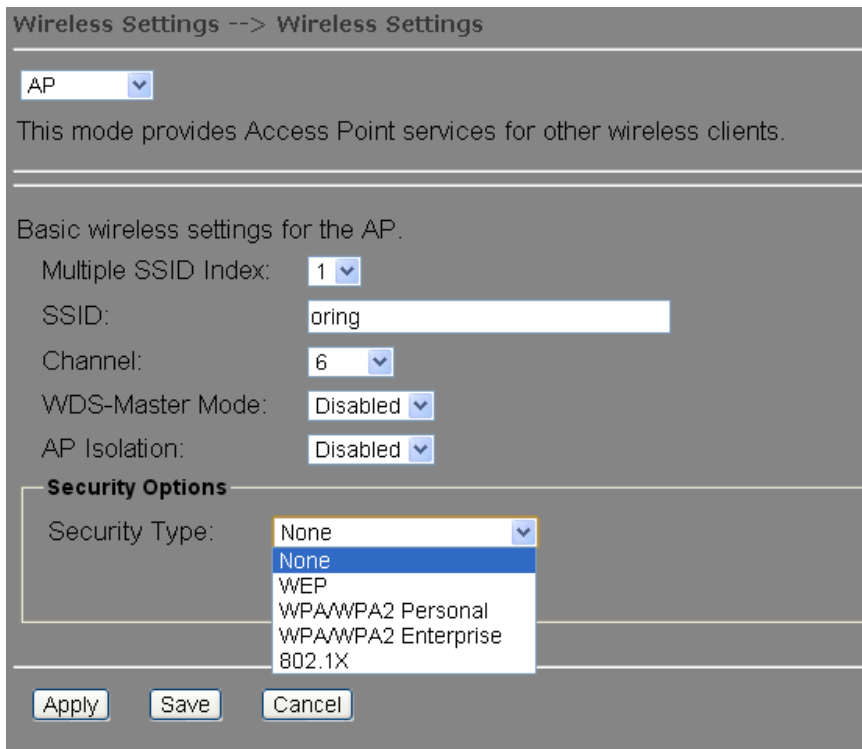 Wireless Settings --> Wireless Settings
AP
This mode provides Access Point services for other wireless clients.
Basic wireless settings for the AP.
Multiple SSID Index: 1
SSID: oring
Channel: 6
WDS-Master Mode: Disabled
AP Isolation: Disabled
Security Options
Security Type: None
None
WEP
WPA/WPA2 Personal
WPA/WPA2 Enterprise
802.1X
Apply Save Cancel